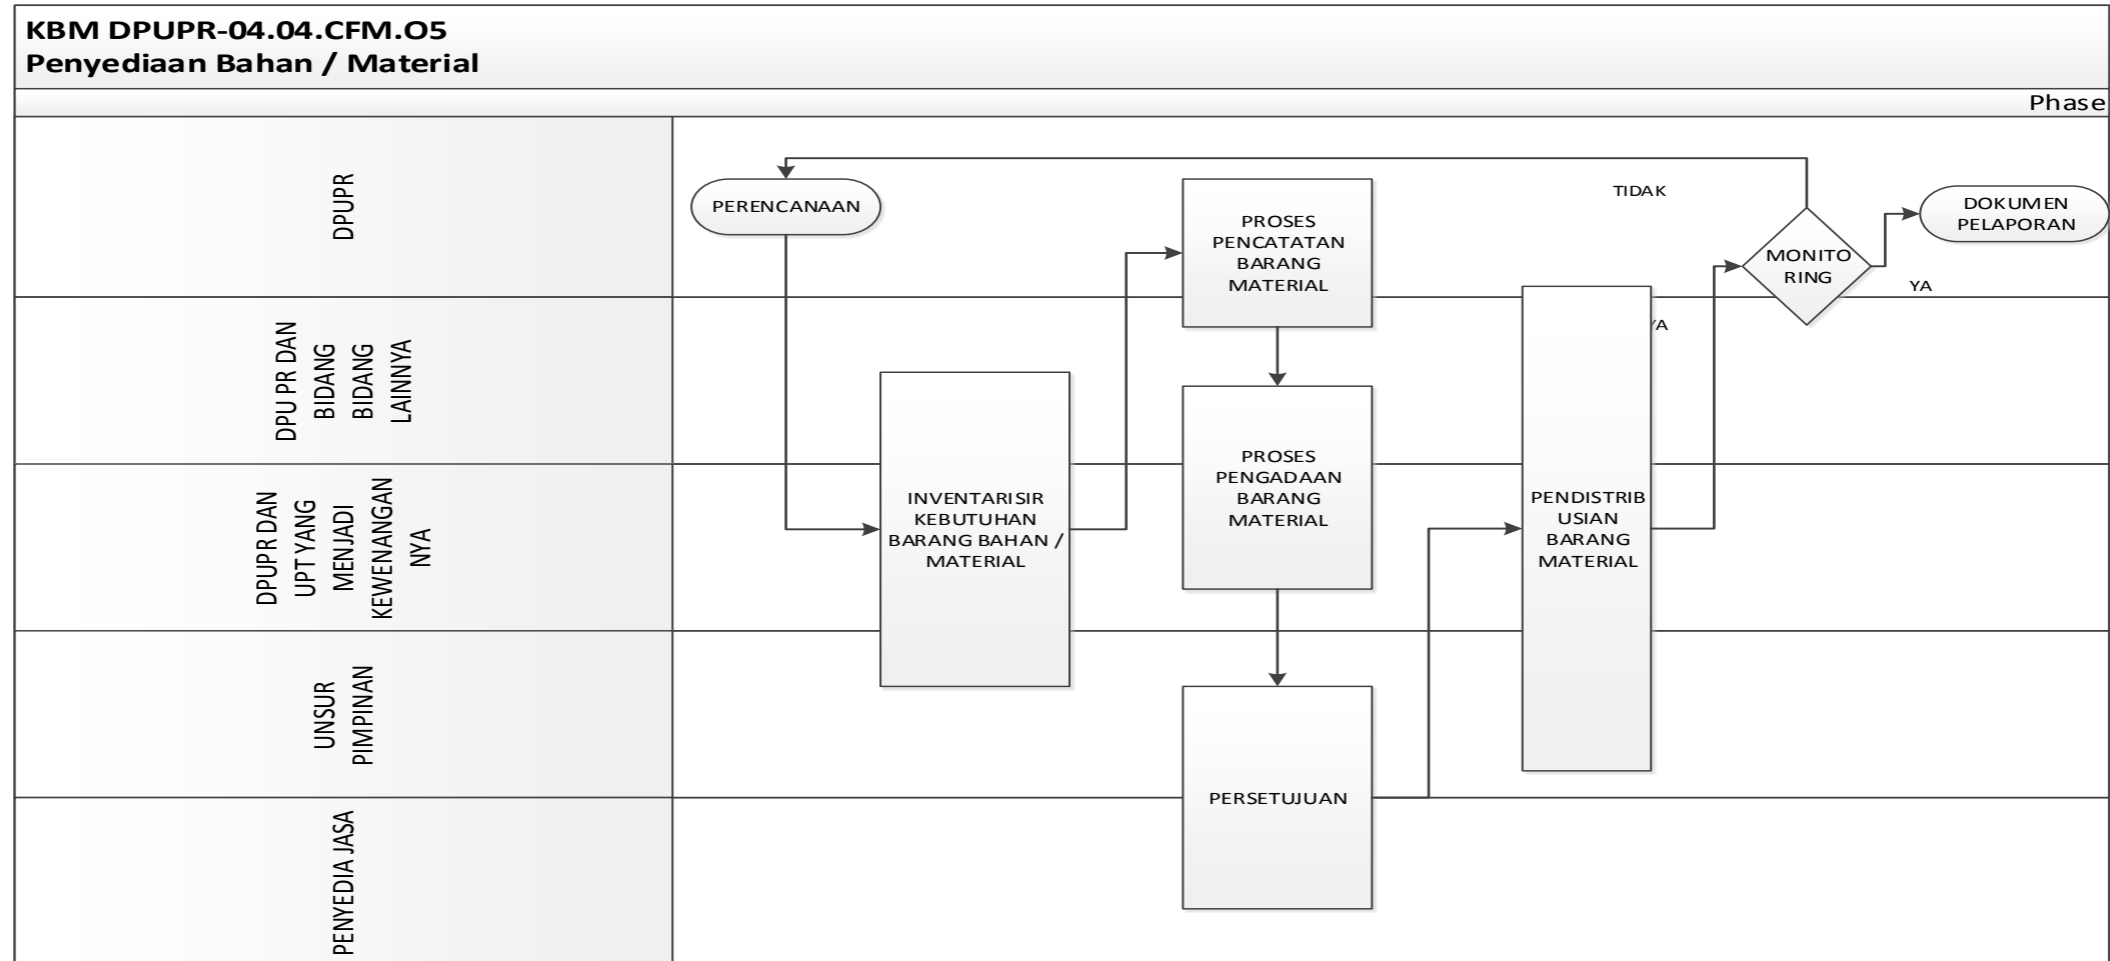 KBM DPUPR-04.04.CFM.O5
Penyediaan Bahan / Material
Phase
DPUPR
PERENCANAAN
PROSES
PENCATATAN
BARANG
MATERIAL
TIDAK
MONITO
RING
DOKUMEN
PELAPORAN
YA
DPU PR DAN
BIDANG
BIDANG
LAINNYA
DPUPR DAN
UPT YANG
MENJADI
KEWENANGAN
NYA
INVENTARISIR
KEBUTUHAN
BARANG BAHAN /
MATERIAL
PROSES
PENGADAAN
BARANG
MATERIAL
PENDISTRIB
USIAN
BARANG
MATERIAL
UNSUR
PIMPINAN
PERSETUJUAN
PENYEDIA JASA